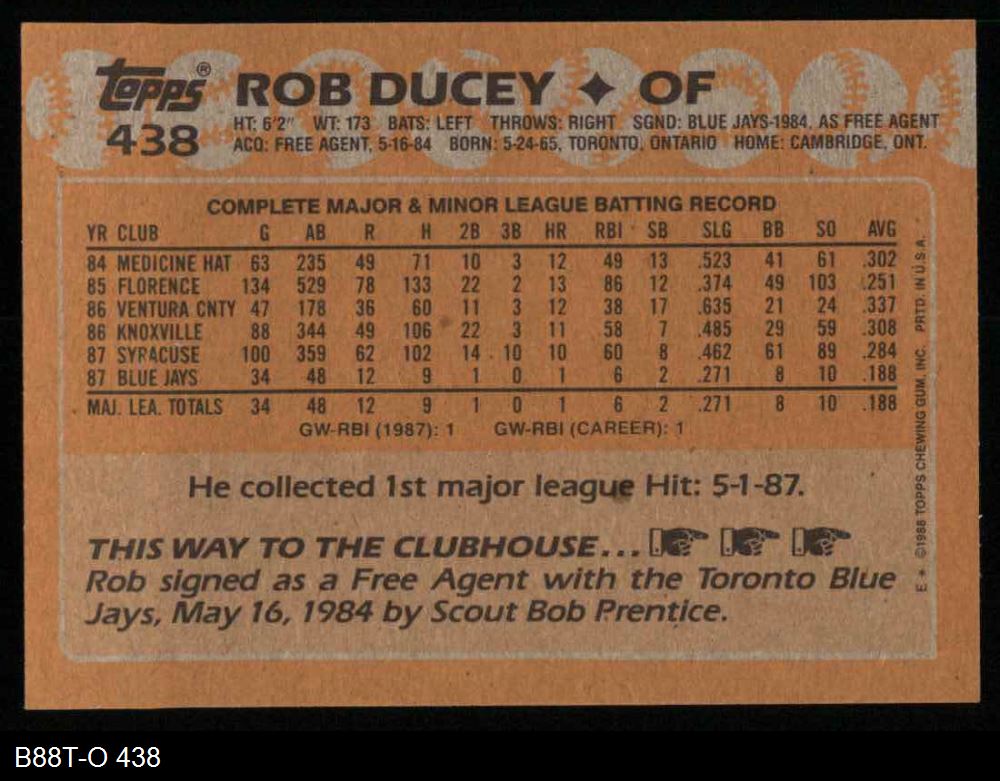 topps® ROB DUCEY ✦ OF
438
HT: 6'2" WT: 173 BATS: LEFT THROWS: RIGHT SGND: BLUE JAYS-1984, AS FREE AGENT
ACQ: FREE AGENT, 5-16-84 BORN: 5-24-65, TORONTO, ONTARIO HOME: CAMBRIDGE, ONT.
COMPLETE MAJOR & MINOR LEAGUE BATTING RECORD
YR CLUB G AB R H 2B 3B HR RBI SB SLG BB SO AVG
84 MEDICINE HAT 63 235 49 71 10 3 12 49 13 .523 41 61 .302
85 FLORENCE 134 529 78 133 22 2 13 86 12 .374 49 103 .251
86 VENTURA CNTY 47 178 36 60 11 3 12 38 17 .635 21 24 .337
86 KNOXVILLE 88 344 49 106 22 3 11 58 7 .485 29 59 .308
87 SYRACUSE 100 359 62 102 14 10 10 60 8 .462 61 89 .284
87 BLUE JAYS 34 48 12 9 1 0 1 6 2 .271 8 10 .188
MAJ. LEA. TOTALS 34 48 12 9 1 0 1 6 2 .271 8 10 .188
GW-RBI (1987): 1 GW-RBI (CAREER): 1
He collected 1st major league Hit: 5-1-87.
THIS WAY TO THE CLUBHOUSE...
Rob signed as a Free Agent with the Toronto Blue
Jays, May 16, 1984 by Scout Bob Prentice.
E * ©1988 TOPPS CHEWING GUM, INC. PRTD. IN U.S.A.
B88T-O 438